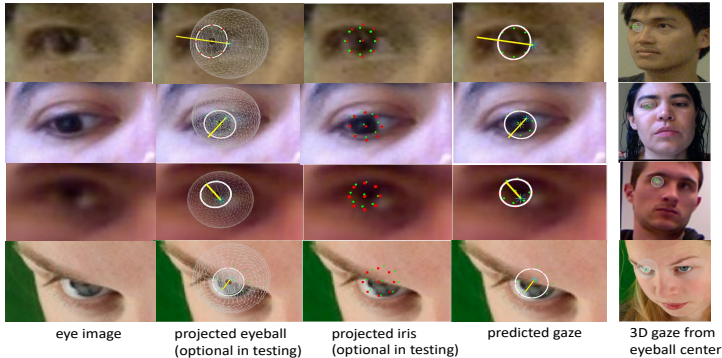 eye image
projected eyeball
(optional in testing)
projected iris
(optional in testing)
predicted gaze
3D gaze from
eyeball center